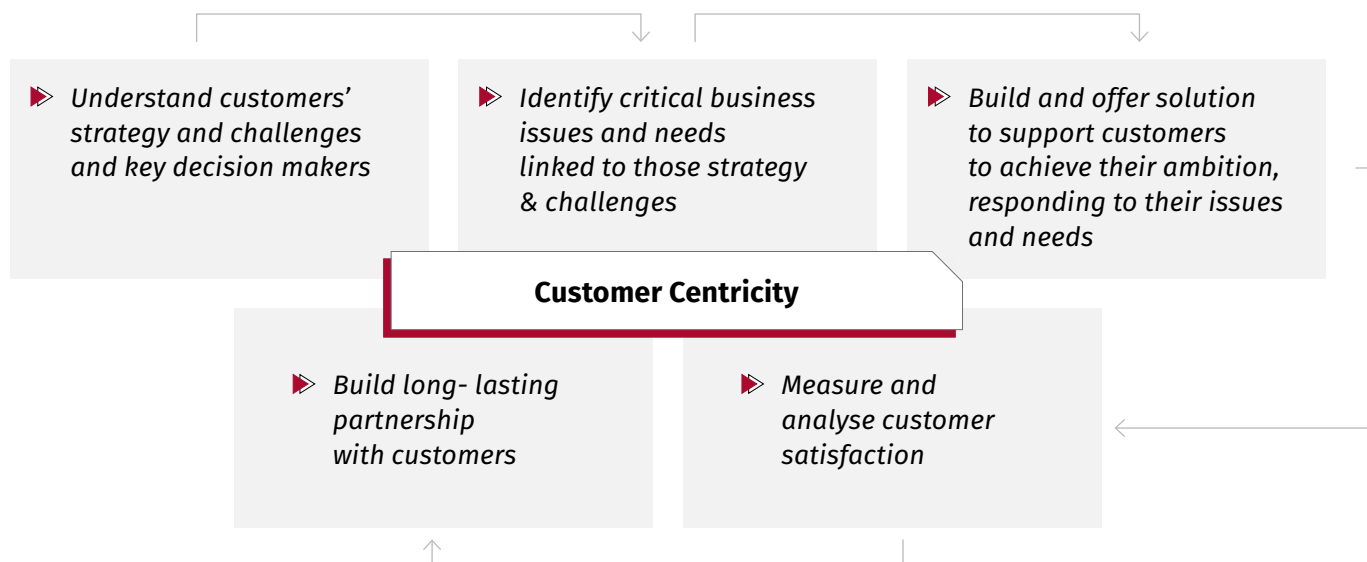 Understand customers’
strategy and challenges
and key decision makers
Identify critical business
issues and needs
linked to those strategy
& challenges
Build and offer solution
to support customers
to achieve their ambition,
responding to their issues
and needs
Customer Centricity
Build long- lasting
partnership
with customers
Measure and
analyse customer
satisfaction